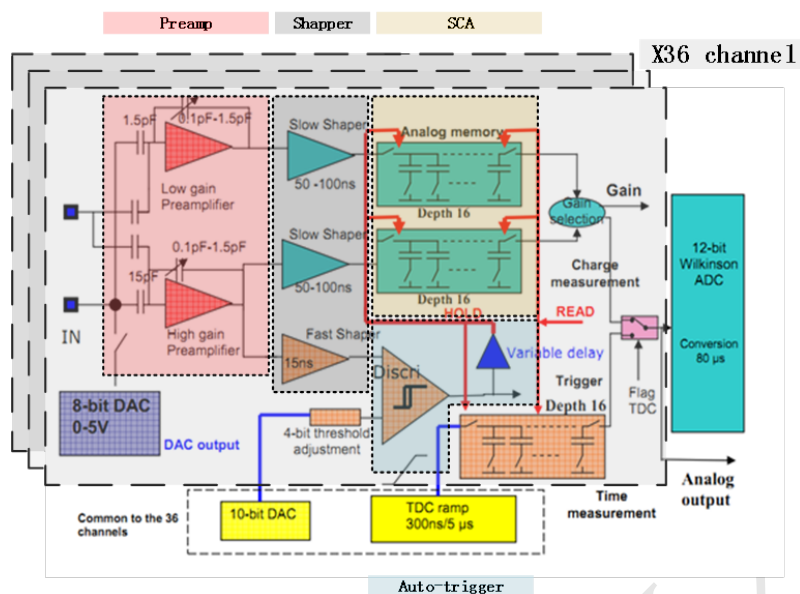 Preamp
Shapper
SCA
X36 channel
1.5pF
0.1pF-1.5pF
Low gain
Preamplifier
Slow Shaper
50 -100ns
Analog memory
Depth 16
Gain
Gain
selection
0.1pF-1.5pF
15pF
High gain
Preamplifier
Slow Shaper
50-100ns
Depth 16
HOLD
READ
Charge
measurement
12-bit
Wilkinson
ADC
Conversion
80 µs
IN
Fast Shaper
15ns
Discri
Variable delay
Trigger
Depth 16
Flag
TDC
8-bit DAC
0-5V
DAC output
4-bit threshold
adjustment
Analog
output
Time
measurement
Common to the 36
channels
10-bit DAC
TDC ramp
300ns/5 µs
Auto-trigger